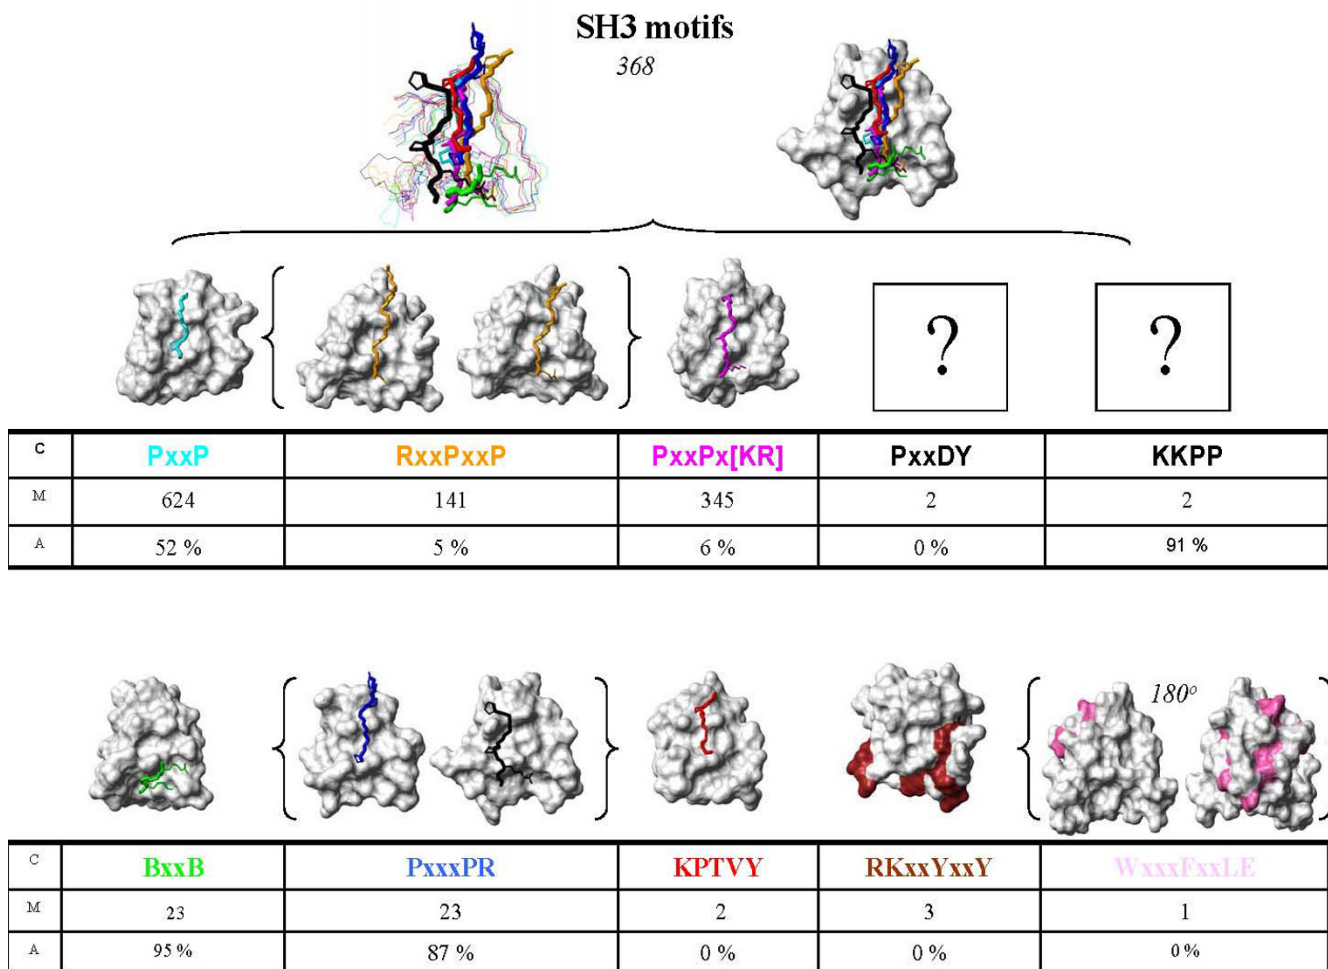 SH3 motifs
368
? ?
C PxxP RxxPxxP PxxPx[KR] PxxDY KKPP
M 624 141 345 2 2
A 52 % 5 % 6 % 0 % 91 %
180º
C BxxB PxxxPR KPTVY RKxxYxxY WxxxFxxLE
M 23 23 2 3 1
A 95 % 87 % 0 % 0 % 0 %